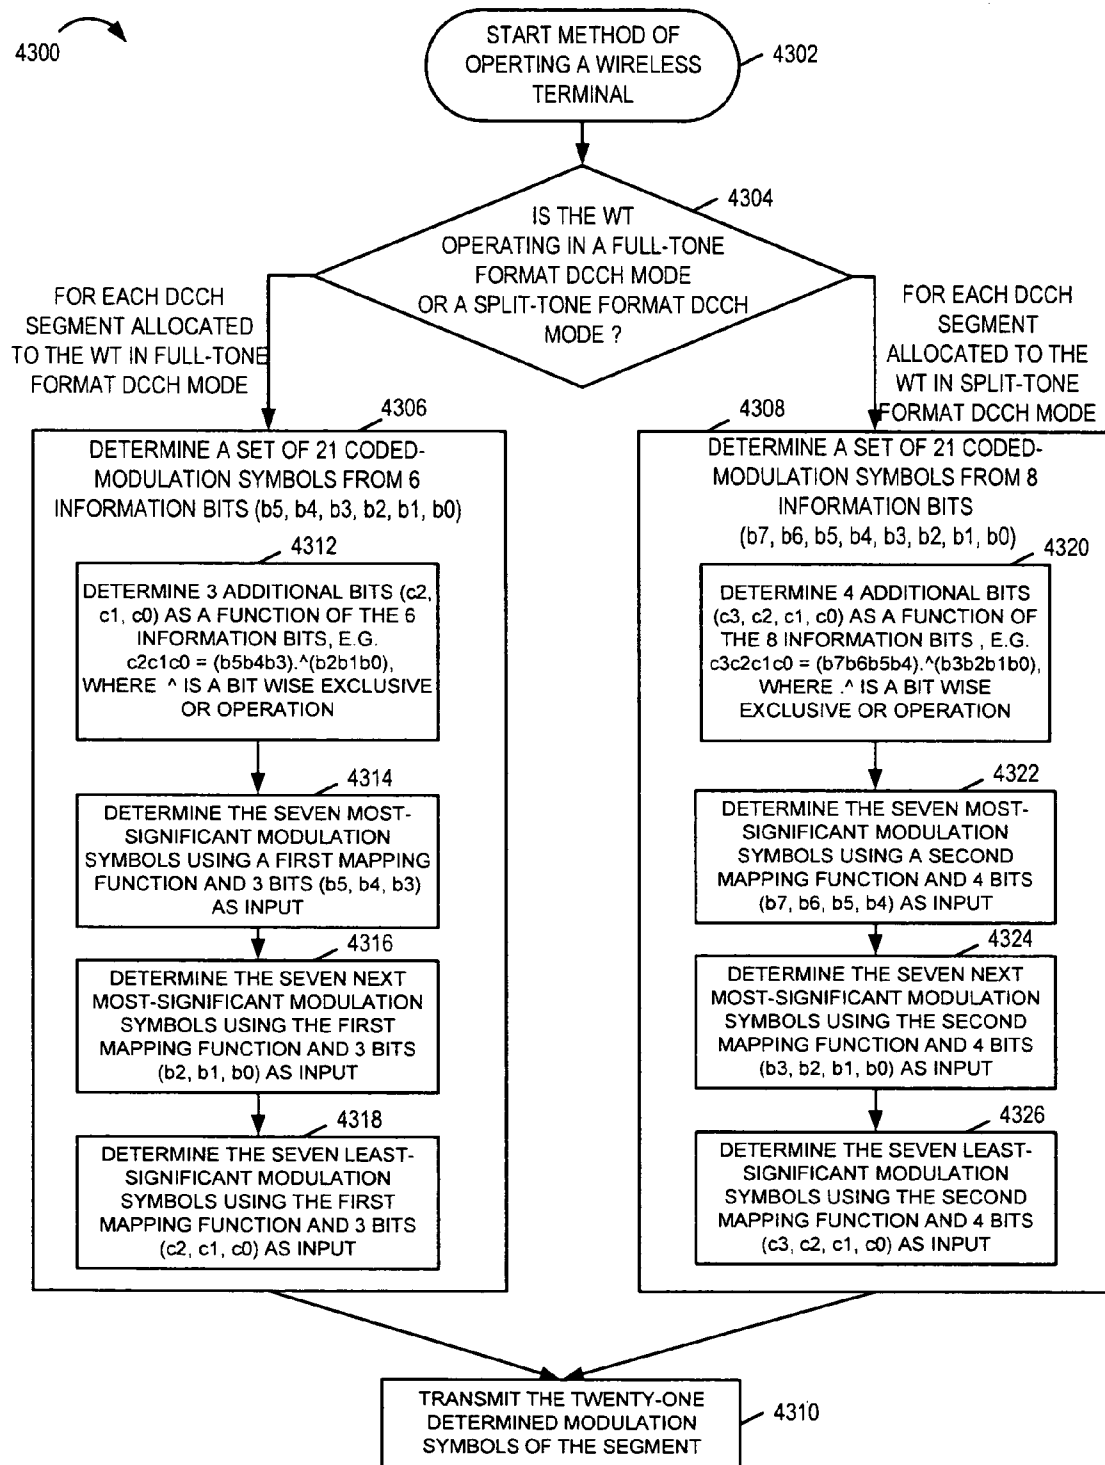 4300
START METHOD OF
OPERTING A WIRELESS
TERMINAL
4302
4304
IS THE WT
OPERATING IN A FULL-TONE
FORMAT DCCH MODE
OR A SPLIT-TONE FORMAT DCCH
MODE ?
FOR EACH DCCH
SEGMENT ALLOCATED
TO THE WT IN FULL-TONE
FORMAT DCCH MODE
FOR EACH DCCH
SEGMENT
ALLOCATED TO THE
WT IN SPLIT-TONE
FORMAT DCCH MODE
4306
DETERMINE A SET OF 21 CODED-
MODULATION SYMBOLS FROM 6
INFORMATION BITS (b5, b4, b3, b2, b1, b0)
4312
DETERMINE 3 ADDITIONAL BITS (c2,
c1, c0) AS A FUNCTION OF THE 6
INFORMATION BITS, E.G.
c2c1c0 = (b5b4b3).^(b2b1b0),
WHERE ^ IS A BIT WISE EXCLUSIVE
OR OPERATION
4314
DETERMINE THE SEVEN MOST-
SIGNIFICANT MODULATION
SYMBOLS USING A FIRST MAPPING
FUNCTION AND 3 BITS (b5, b4, b3)
AS INPUT
4316
DETERMINE THE SEVEN NEXT
MOST-SIGNIFICANT MODULATION
SYMBOLS USING THE FIRST
MAPPING FUNCTION AND 3 BITS
(b2, b1, b0) AS INPUT
4318
DETERMINE THE SEVEN LEAST-
SIGNIFICANT MODULATION
SYMBOLS USING THE FIRST
MAPPING FUNCTION AND 3 BITS
(c2, c1, c0) AS INPUT
4308
DETERMINE A SET OF 21 CODED-
MODULATION SYMBOLS FROM 8
INFORMATION BITS
(b7, b6, b5, b4, b3, b2, b1, b0)
4320
DETERMINE 4 ADDITIONAL BITS
(c3, c2, c1, c0) AS A FUNCTION OF
THE 8 INFORMATION BITS , E.G.
c3c2c1c0 = (b7b6b5b4).^(b3b2b1b0),
WHERE .^ IS A BIT WISE
EXCLUSIVE OR OPERATION
4322
DETERMINE THE SEVEN MOST-
SIGNIFICANT MODULATION
SYMBOLS USING A SECOND
MAPPING FUNCTION AND 4 BITS
(b7, b6, b5, b4) AS INPUT
4324
DETERMINE THE SEVEN NEXT
MOST-SIGNIFICANT MODULATION
SYMBOLS USING THE SECOND
MAPPING FUNCTION AND 4 BITS
(b3, b2, b1, b0) AS INPUT
4326
DETERMINE THE SEVEN LEAST-
SIGNIFICANT MODULATION
SYMBOLS USING THE SECOND
MAPPING FUNCTION AND 4 BITS
(c3, c2, c1, c0) AS INPUT
TRANSMIT THE TWENTY-ONE
DETERMINED MODULATION
SYMBOLS OF THE SEGMENT
4310